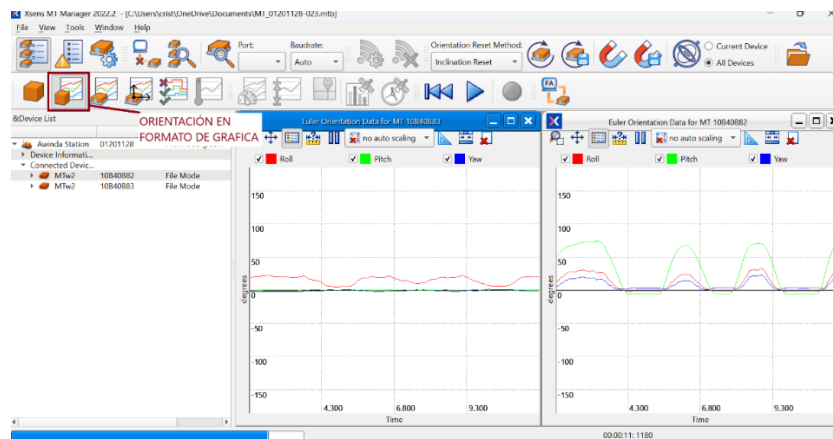 Xsens MT Manager 2022.2 - [C:\Users\crist\OneDrive\Documents\MT_01201128-023.mtb]
File View Tools Window Help
Port: Baudrate: Orientation Reset Method:
Auto Inclination Reset
Current Device
All Devices
FA
&Device List
ORIENTACIÓN EN
FORMATO DE GRAFICA
Awinda Station 01201128
Device Informati...
Connected Devic...
MTw2 10B40B82 File Mode
MTw2 10B40B83 File Mode
Euler Orientation Data for MT 10B40B83
no auto scaling
Roll Pitch Yaw
150
100
50
0
-50
-100
-150
degrees
4.300 6.800 9.300
Time
Euler Orientation Data for MT 10B40B82
no auto scaling
Roll Pitch Yaw
150
100
50
0
-50
-100
-150
degrees
4.300 6.800 9.300
Time
00:00:11: 1180